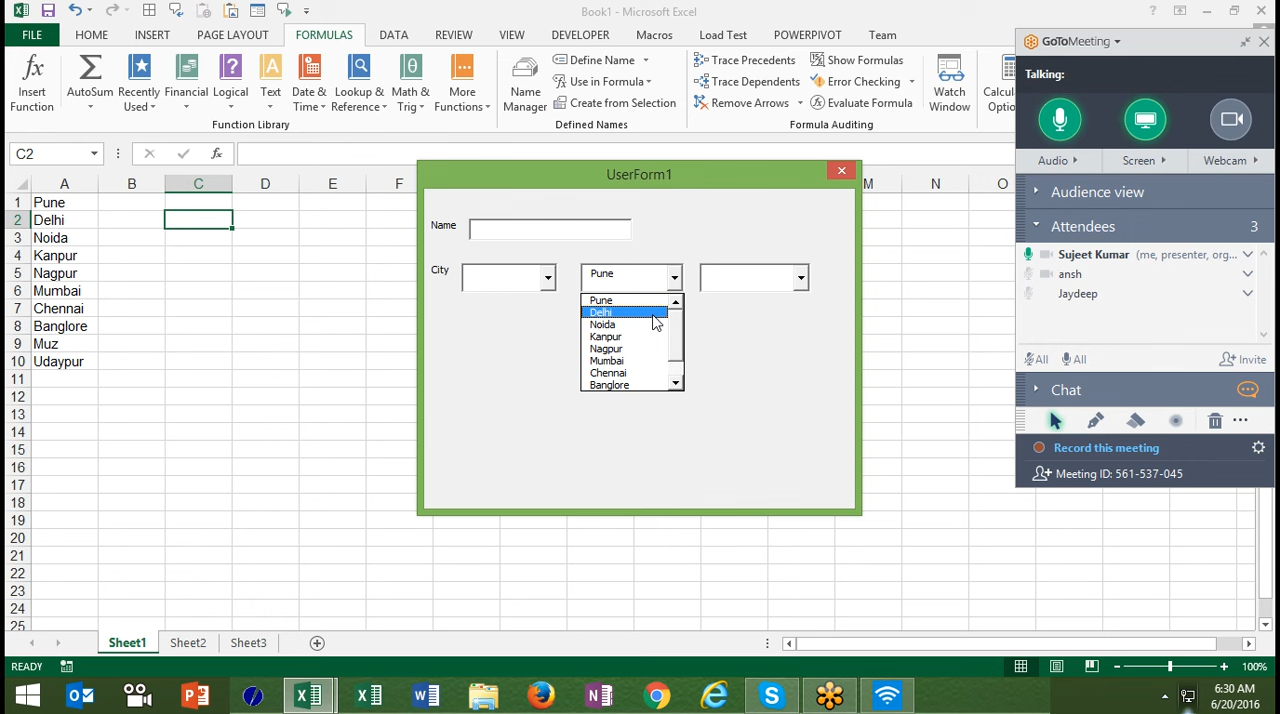 Book1 - Microsoft Excel
FILE HOME INSERT PAGE LAYOUT FORMULAS DATA REVIEW VIEW DEVELOPER Macros Load Test POWERPIVOT Team
Insert Function
AutoSum
Recently Used
Financial
Logical
Text
Date & Time
Lookup & Reference
Math & Trig
More Functions
Function Library
Name Manager
Define Name
Use in Formula
Create from Selection
Defined Names
Trace Precedents
Trace Dependents
Remove Arrows
Show Formulas
Error Checking
Evaluate Formula
Formula Auditing
Watch Window
C2
fx
A B C D E F M N O
1 Pune
2 Delhi
3 Noida
4 Kanpur
5 Nagpur
6 Mumbai
7 Chennai
8 Banglore
9 Muz
10 Udaypur
11
12
13
14
15
16
17
18
19
20
21
22
23
24
25
UserForm1
Name
City
Pune
Pune
Delhi
Noida
Kanpur
Nagpur
Mumbai
Chennai
Banglore
GoToMeeting
Talking:
Audio Screen Webcam
Audience view
Attendees 3
Sujeet Kumar (me, presenter, org...
ansh
Jaydeep
All All Invite
Chat
Record this meeting
Meeting ID: 561-537-045
Sheet1 Sheet2 Sheet3
READY
100%
6:30 AM
6/20/2016